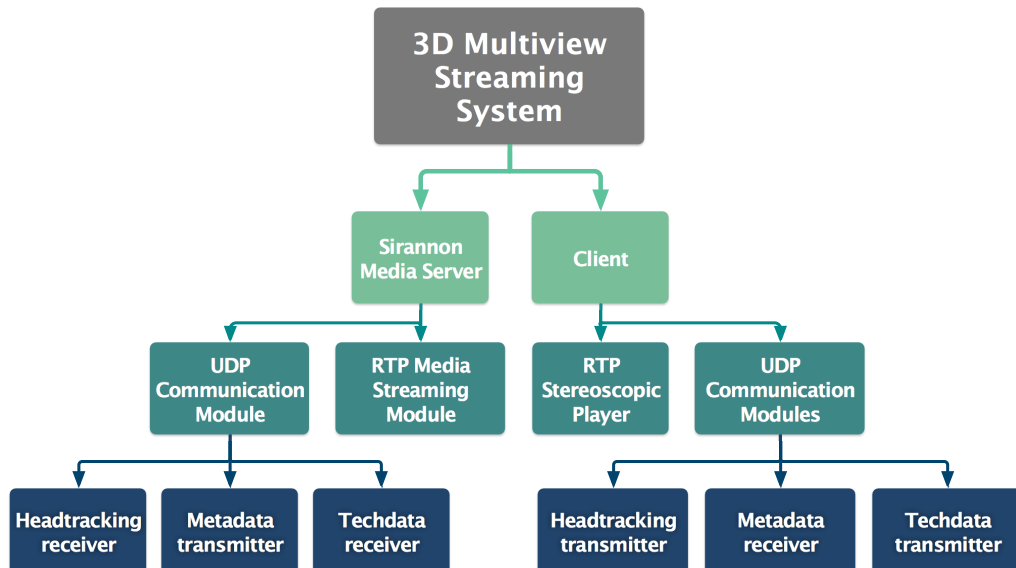 3D Multiview
Streaming
System
Sirannon
Media Server
Client
UDP
Communication
Module
RTP Media
Streaming
Module
RTP
Stereoscopic
Player
UDP
Communication
Modules
Headtracking
receiver
Metadata
transmitter
Techdata
receiver
Headtracking
transmitter
Metadata
receiver
Techdata
transmitter